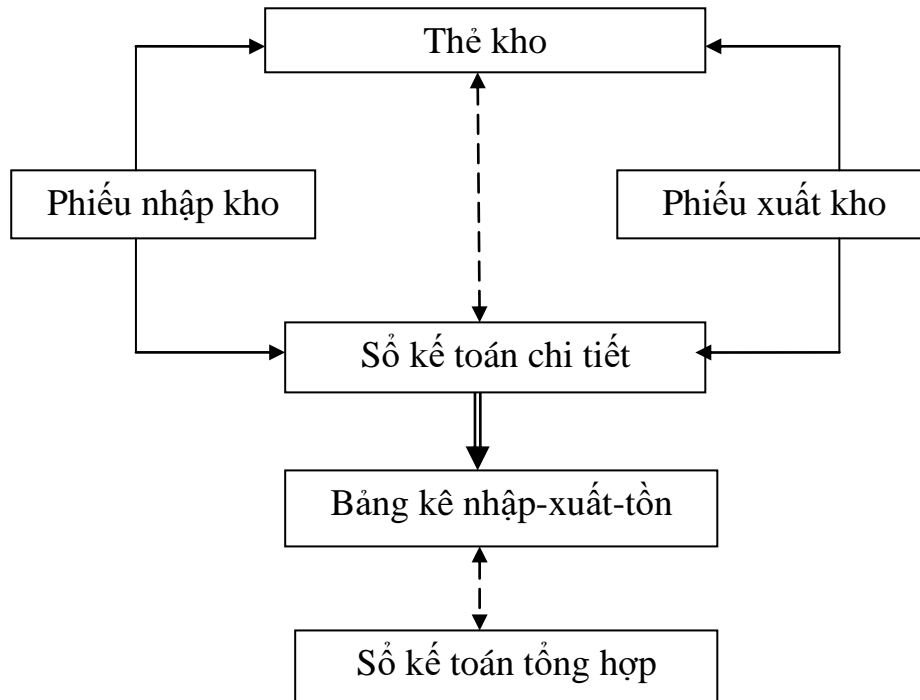 Thẻ kho
Phiếu nhập kho
Phiếu xuất kho
Sổ kế toán chi tiết
Bảng kê nhập-xuất-tồn
Sổ kế toán tổng hợp